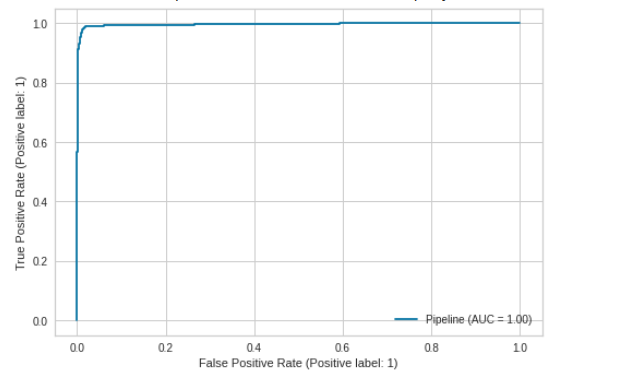 1.0
0.8
0.6
0.4
0.2
0.0
True Positive Rate (Positive label: 1)
Pipeline (AUC = 1.00)
0.0 0.2 0.4 0.6 0.8 1.0
False Positive Rate (Positive label: 1)